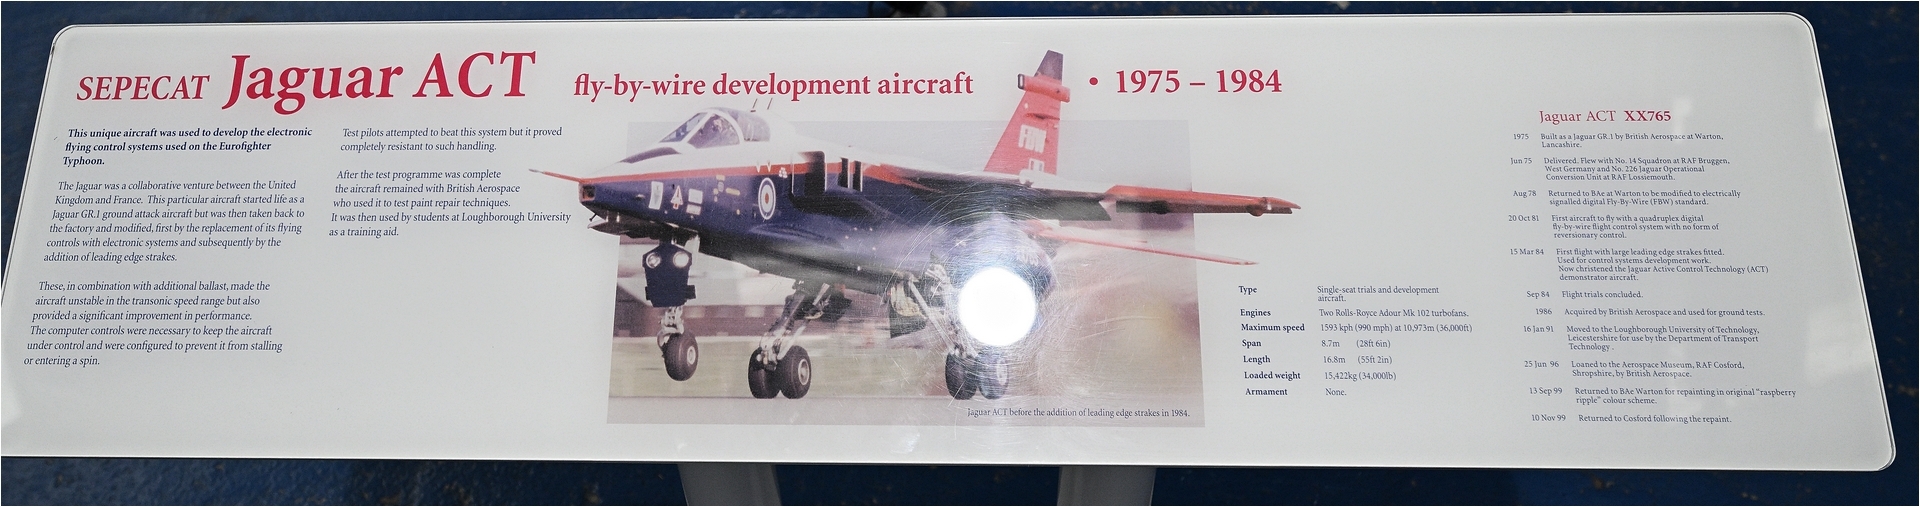 SEPECAT Jaguar ACT fly-by-wire development aircraft • 1975 – 1984
This unique aircraft was used to develop the electronic
flying control systems used on the Eurofighter
Typhoon.
The Jaguar was a collaborative venture between the United
Kingdom and France. This particular aircraft started life as a
Jaguar GR.1 ground attack aircraft but was then taken back to
the factory and modified, first by the replacement of its flying
controls with electronic systems and subsequently by the
addition of leading edge strakes.
These, in combination with additional ballast, made the
aircraft unstable in the transonic speed range but also
provided a significant improvement in performance.
The computer controls were necessary to keep the aircraft
under control and were configured to prevent it from stalling
or entering a spin.
Test pilots attempted to beat this system but it proved
completely resistant to such handling.
After the test programme was complete
the aircraft remained with British Aerospace
who used it to test paint repair techniques.
It was then used by students at Loughborough University
as a training aid.
FBW
Jaguar ACT before the addition of leading edge strakes in 1984.
Type Single-seat trials and development
aircraft.
Engines Two Rolls-Royce Adour Mk 102 turbofans.
Maximum speed 1593 kph (990 mph) at 10,973m (36,000ft)
Span 8.7m (28ft 6in)
Length 16.8m (55ft 2in)
Loaded weight 15,422kg (34,000lb)
Armament None.
Jaguar ACT XX765
1975 Built as a Jaguar GR.1 by British Aerospace at Warton,
Lancashire.
Jun 75 Delivered. Flew with No. 14 Squadron at RAF Bruggen,
West Germany and No. 226 Jaguar Operational
Conversion Unit at RAF Lossiemouth.
Aug 78 Returned to BAe at Warton to be modified to electrically
signalled digital Fly-By-Wire (FBW) standard.
20 Oct 81 First aircraft to fly with a quadruplex digital
fly-by-wire flight control system with no form of
reversionary control.
15 Mar 84 First flight with large leading edge strakes fitted.
Used for control systems development work.
Now christened the Jaguar Active Control Technology (ACT)
demonstrator aircraft.
Sep 84 Flight trials concluded.
1986 Acquired by British Aerospace and used for ground tests.
16 Jan 91 Moved to the Loughborough University of Technology,
Leicestershire for use by the Department of Transport
Technology .
25 Jun 96 Loaned to the Aerospace Museum, RAF Cosford,
Shropshire, by British Aerospace.
13 Sep 99 Returned to BAe Warton for repainting in original "raspberry
ripple" colour scheme.
10 Nov 99 Returned to Cosford following the repaint.